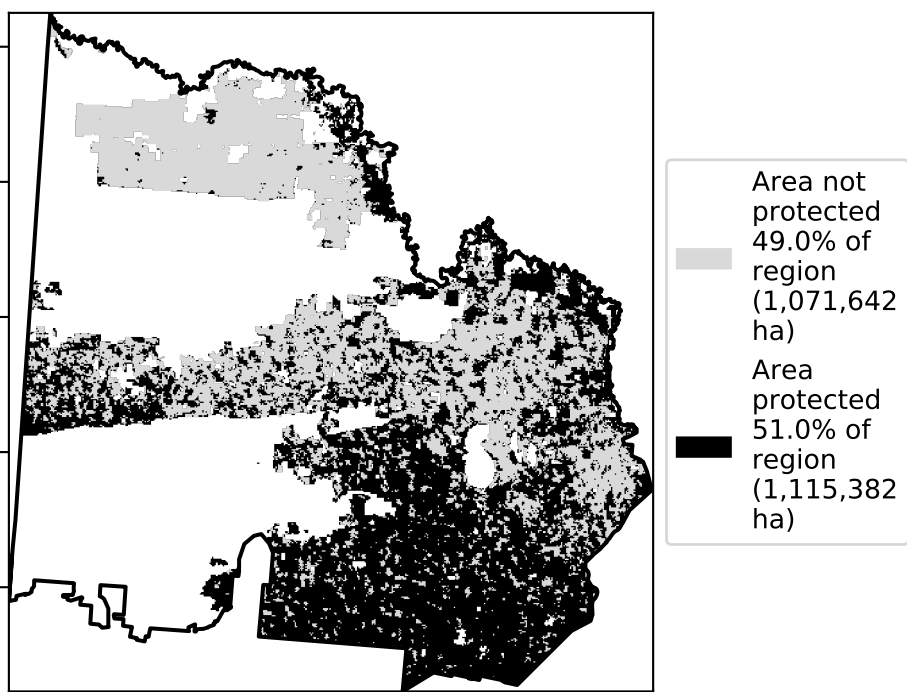 Area not
protected
49.0% of
region
(1,071,642
ha)
Area
protected
51.0% of
region
(1,115,382
ha)